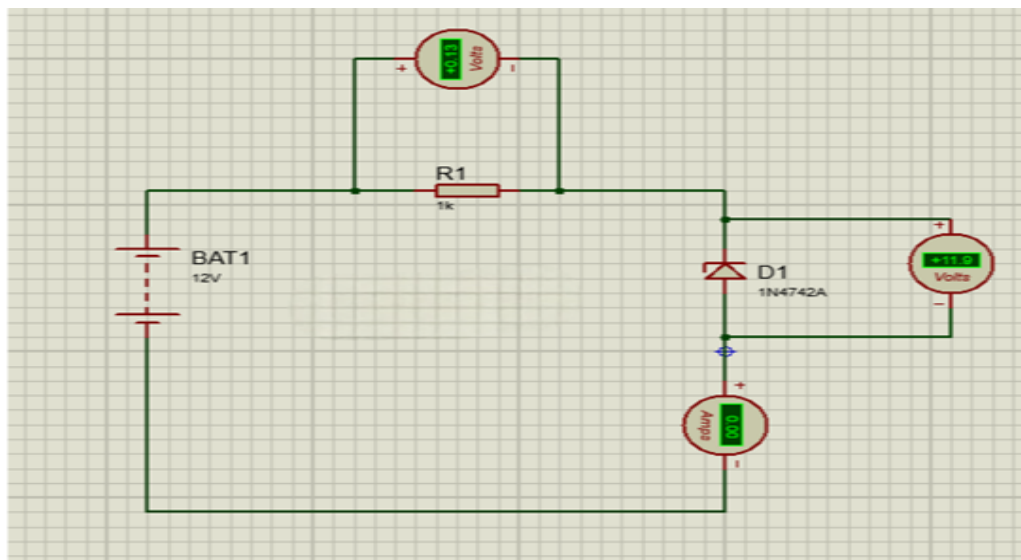 +0.13
Volts
+
-
R1
1k
BAT1
12V
+
+11.9
Volts
-
D1
1N4742A
+
0.00
Amps
-